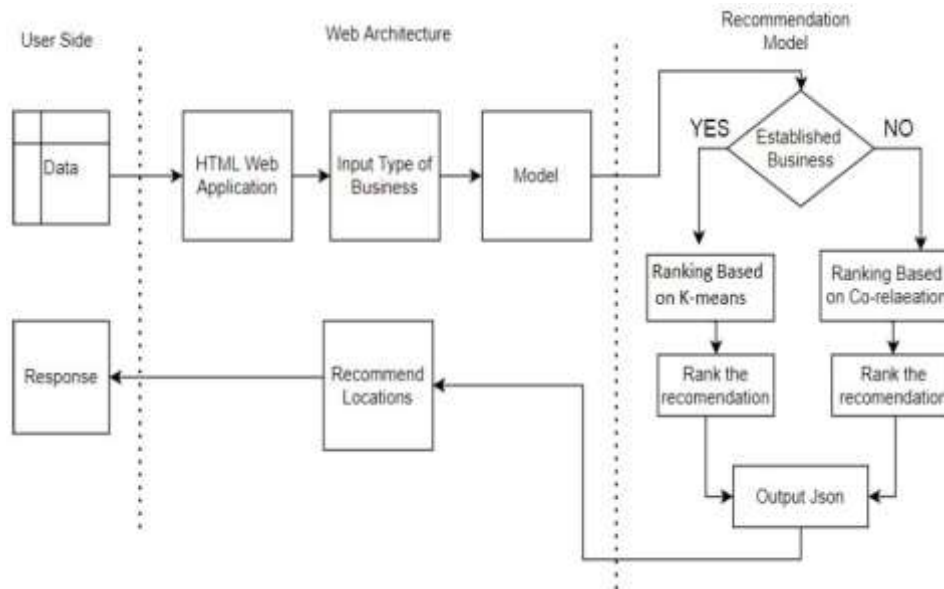 User Side
Web Architecture
Recommendation
Model
Data
HTML Web
Application
Input Type of
Business
Model
YES
Established
Business
NO
Ranking Based
on K-means
Ranking Based
on Co-relaeation
Response
Recommend
Locations
Rank the
recomendation
Rank the
recomendation
Output Json